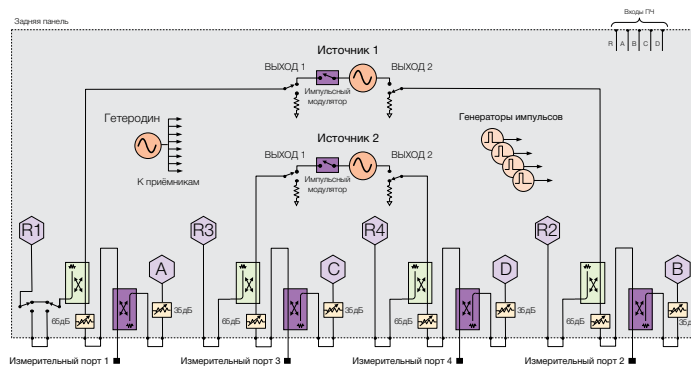 Задняя панель
Входы ПЧ
R A B C D
Источник 1
ВЫХОД 1
ВЫХОД 2
Импульсный
модулятор
Гетеродин
К приёмникам
Генераторы импульсов
Источник 2
ВЫХОД 1
ВЫХОД 2
Импульсный
модулятор
R1
R3
R4
R2
A
C
D
B
35дБ
35дБ
35дБ
35дБ
65дБ
65дБ
65дБ
65дБ
Измерительный порт 1
Измерительный порт 3
Измерительный порт 4
Измерительный порт 2